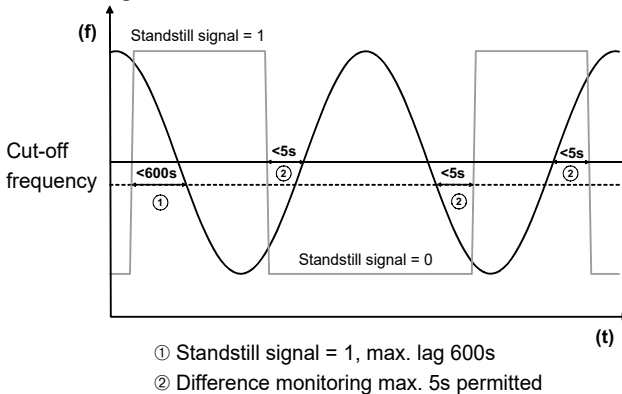 (f)
Standstill signal = 1
Cut-off
frequency
<600s
①
<5s
②
<5s
②
<5s
②
Standstill signal = 0
(t)
① Standstill signal = 1, max. lag 600s
② Difference monitoring max. 5s permitted